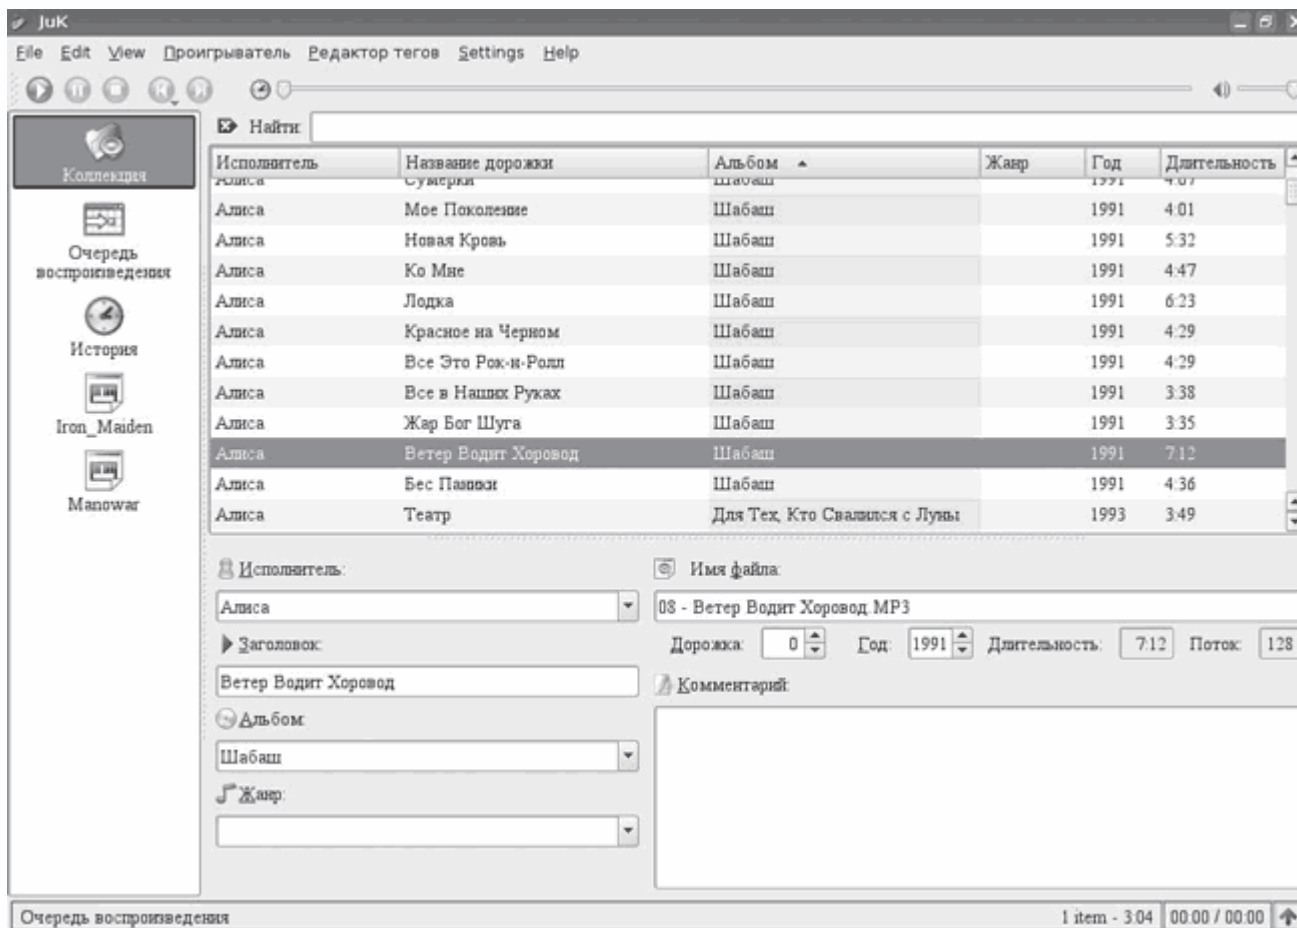 JuK
File Edit View Проигрыватель Редактор тегов Settings Help
Найти:
Исполнитель Название дорожки Альбом Жанр Год Длительность
Алиса Сумерки Шабаш 1991 4:07
Алиса Мое Поколение Шабаш 1991 4:01
Алиса Новая Кровь Шабаш 1991 5:32
Алиса Ко Мне Шабаш 1991 4:47
Алиса Лодка Шабаш 1991 6:23
Алиса Красное на Черном Шабаш 1991 4:29
Алиса Все Это Рок-н-Ролл Шабаш 1991 4:29
Алиса Все в Наших Руках Шабаш 1991 3:38
Алиса Жар Бог Шуга Шабаш 1991 3:35
Алиса Ветер Водит Хоровод Шабаш 1991 7:12
Алиса Бес Паники Шабаш 1991 4:36
Алиса Театр Для Тех, Кто Свалился с Луны 1993 3:49
Коллекция
Очередь
воспроизведения
История
Iron_Maiden
Manowar
Исполнитель:
Алиса
Заголовок:
Ветер Водит Хоровод
Альбом:
Шабаш
Жанр:
Имя файла:
08 - Ветер Водит Хоровод.MP3
Дорожка: 0 Год: 1991 Длительность: 7:12 Поток: 128
Комментарий:
Очередь воспроизведения 1 item - 3:04 00:00 / 00:00